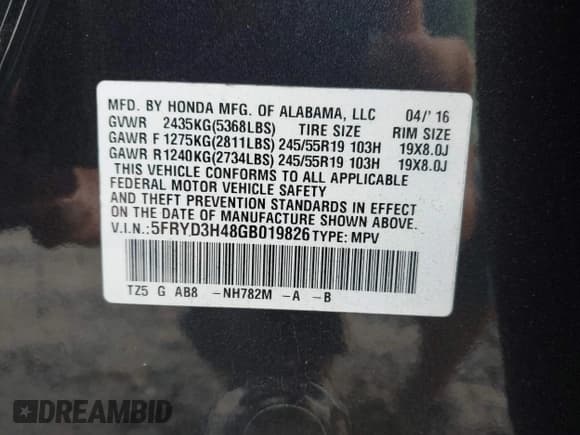 MFD. BY HONDA MFG. OF ALABAMA, LLC 04/'16
GVWR 2435KG(5368LBS) TIRE SIZE RIM SIZE
GAWR F 1275KG(2811LBS) 245/55R19 103H 19X8.0J
GAWR R1240KG(2734LBS) 245/55R19 103H 19X8.0J
THIS VEHICLE CONFORMS TO ALL APPLICABLE
FEDERAL MOTOR VEHICLE SAFETY
AND THEFT PREVENTION STANDARDS IN EFFECT
ON THE DATE OF MANUFACTURE SHOWN ABOVE.
V.I.N.:5FRYD3H48GB019826 TYPE: MPV
TZ5 G AB8 -NH782M -A -B
DREAMBID